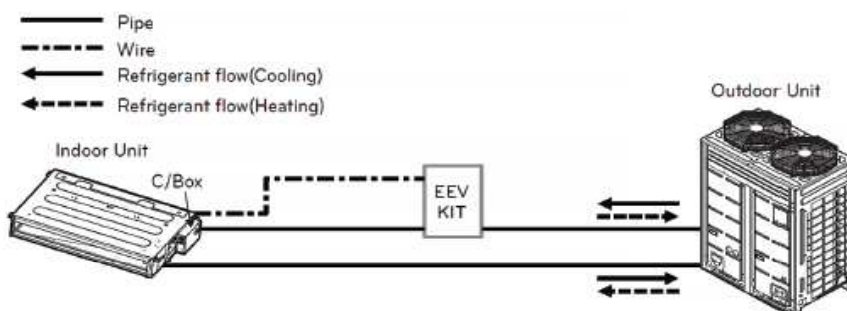 Pipe
Wire
Refrigerant flow(Cooling)
Refrigerant flow(Heating)
Outdoor Unit
Indoor Unit
C/Box
EEV
KIT